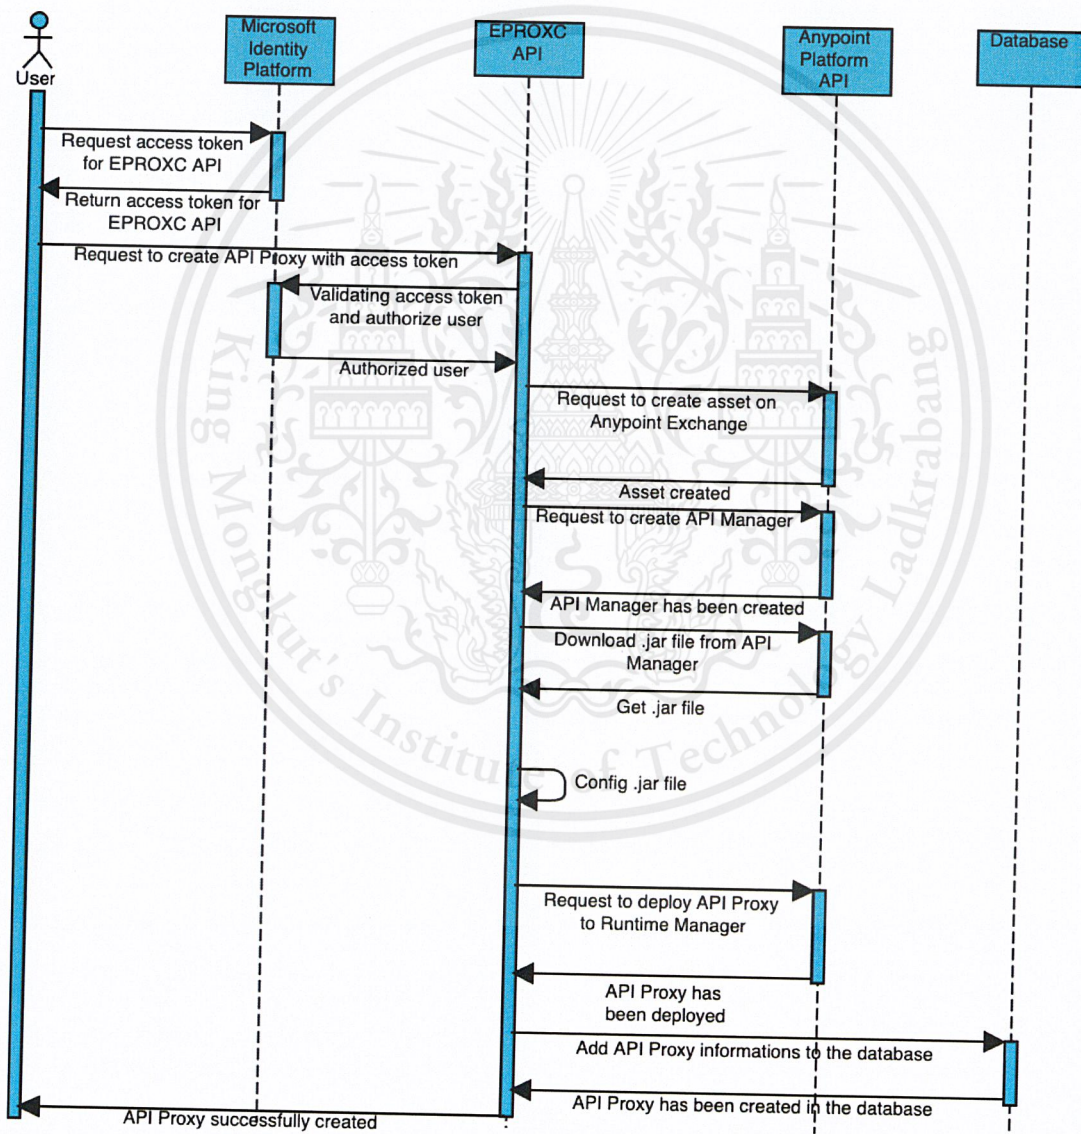 User
Microsoft
Identity
Platform
EPROXC
API
Anypoint
Platform
API
Database
Request access token
for EPROXC API
Return access token for
EPROXC API
Request to create API Proxy with access token
Validating access token
and authorize user
Authorized user
Request to create asset on
Anypoint Exchange
Asset created
Request to create API Manager
API Manager has been created
Download .jar file from API
Manager
Get .jar file
Config .jar file
Request to deploy API Proxy
to Runtime Manager
API Proxy has
been deployed
Add API Proxy informations to the database
API Proxy has been created in the database
API Proxy successfully created
King Mongkut's Institute of Technology Ladkrabang